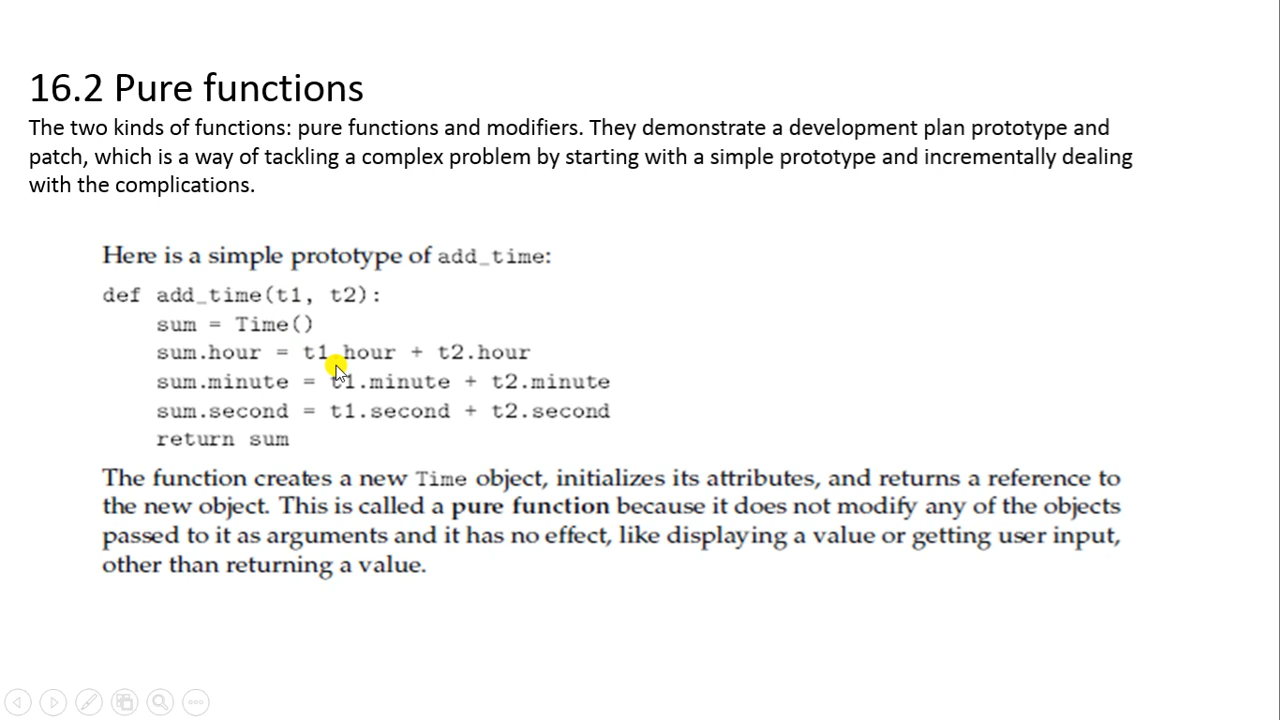 16.2 Pure functions
The two kinds of functions: pure functions and modifiers. They demonstrate a development plan prototype and
patch, which is a way of tackling a complex problem by starting with a simple prototype and incrementally dealing
with the complications.
Here is a simple prototype of add_time:
def add_time(t1, t2):
    sum = Time()
    sum.hour = t1.hour + t2.hour
    sum.minute = t1.minute + t2.minute
    sum.second = t1.second + t2.second
    return sum
The function creates a new Time object, initializes its attributes, and returns a reference to
the new object. This is called a pure function because it does not modify any of the objects
passed to it as arguments and it has no effect, like displaying a value or getting user input,
other than returning a value.